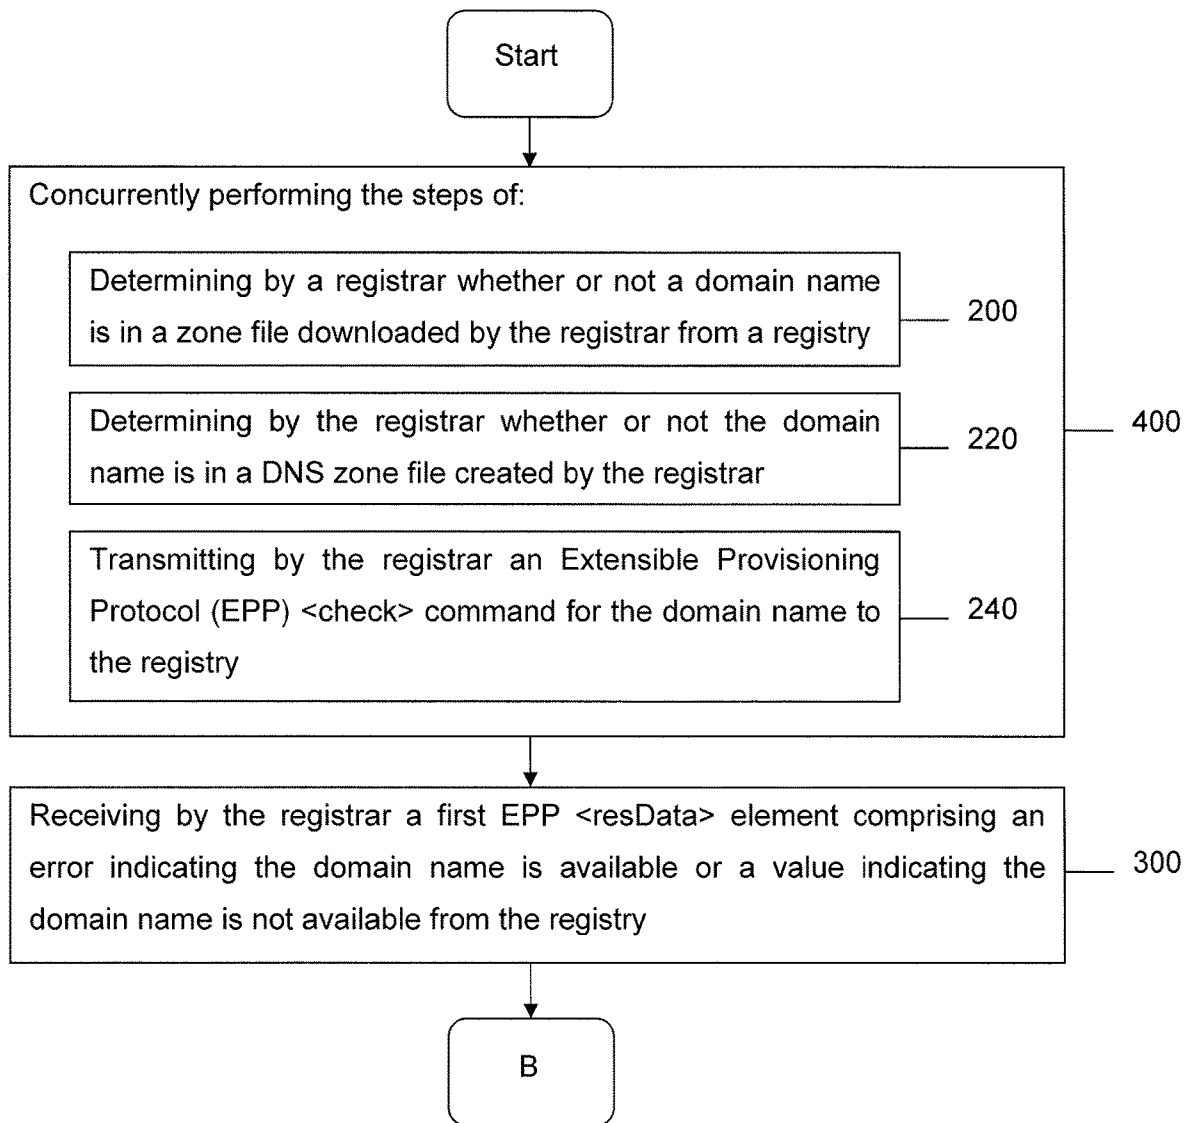 Start
Concurrently performing the steps of:
Determining by a registrar whether or not a domain name
is in a zone file downloaded by the registrar from a registry
200
Determining by the registrar whether or not the domain
name is in a DNS zone file created by the registrar
220
400
Transmitting by the registrar an Extensible Provisioning
Protocol (EPP) <check> command for the domain name to
the registry
240
Receiving by the registrar a first EPP <resData> element comprising an
error indicating the domain name is available or a value indicating the
domain name is not available from the registry
300
B